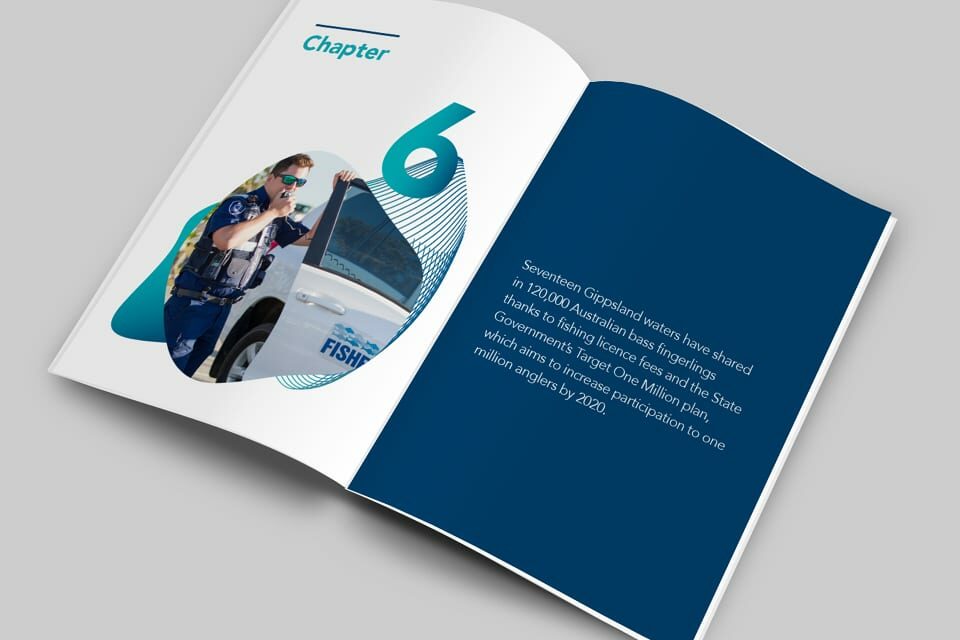 Chapter
6
FISHE
Seventeen Gippsland waters have shared
in 120,000 Australian bass fingerlings
thanks to fishing licence fees and the State
Government's Target One Million plan,
which aims to increase participation to one
million anglers by 2020.